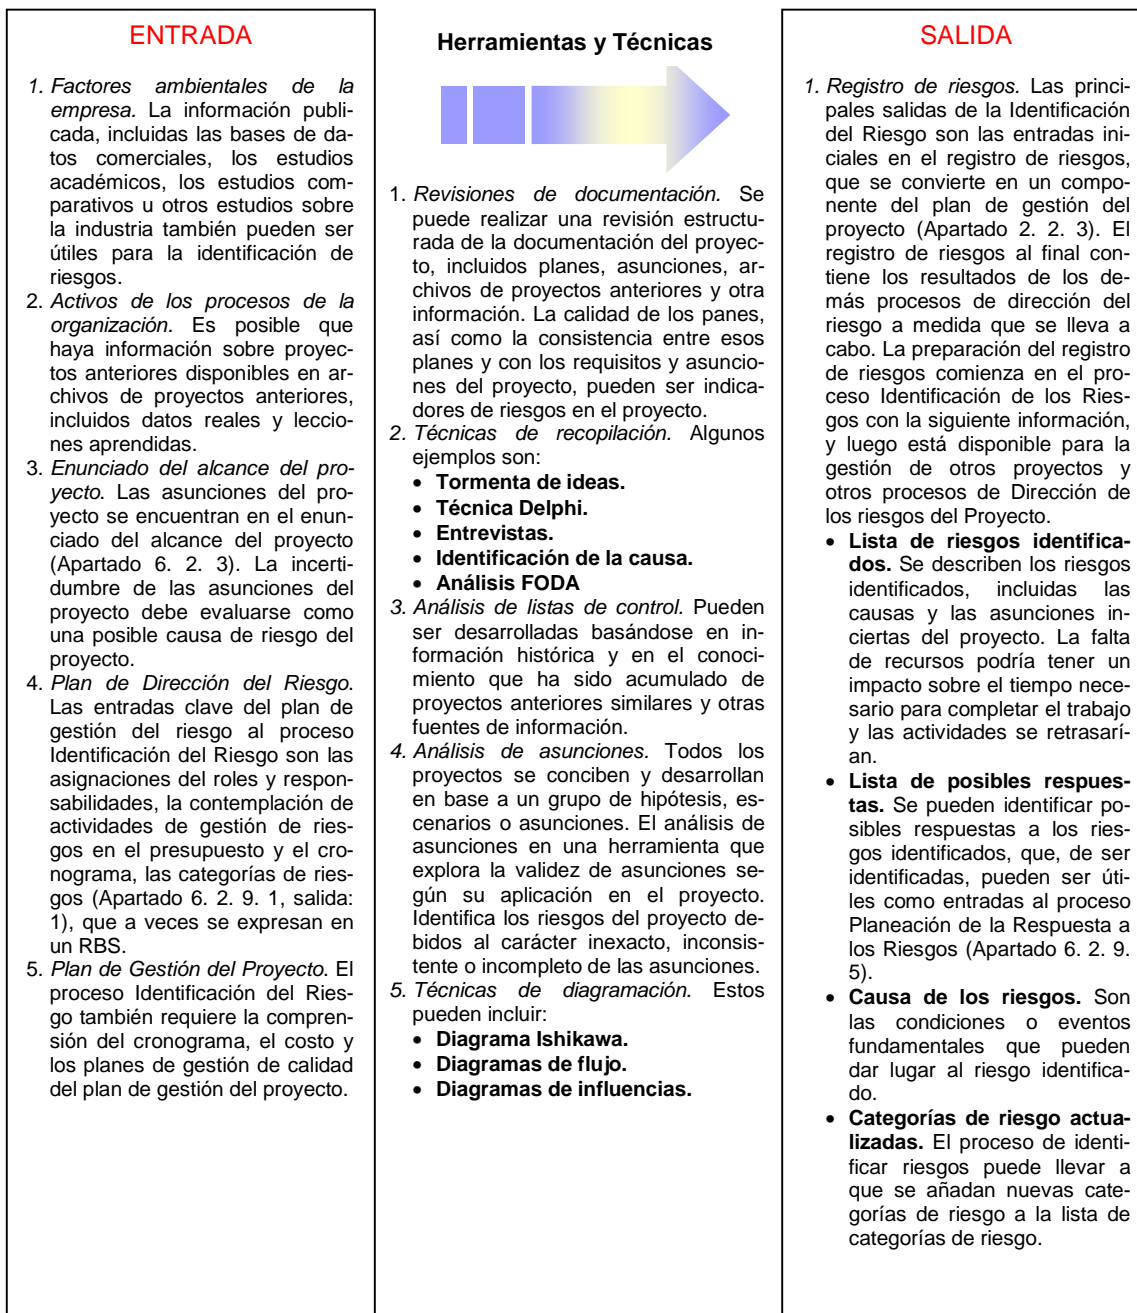 ENTRADA
1. Factores ambientales de la
empresa. La información publi-
cada, incluidas las bases de da-
tos comerciales, los estudios
académicos, los estudios com-
parativos u otros estudios sobre
la industria también pueden ser
útiles para la identificación de
riesgos.
2. Activos de los procesos de la
organización. Es posible que
haya información sobre proyec-
tos anteriores disponibles en ar-
chivos de proyectos anteriores,
incluidos datos reales y leccio-
nes aprendidas.
3. Enunciado del alcance del pro-
yecto. Las asunciones del pro-
yecto se encuentran en el enun-
ciado del alcance del proyecto
(Apartado 6. 2. 3). La incerti-
dumbre de las asunciones del
proyecto debe evaluarse como
una posible causa de riesgo del
proyecto.
4. Plan de Dirección del Riesgo.
Las entradas clave del plan de
gestión del riesgo al proceso
Identificación del Riesgo son las
asignaciones del roles y respon-
sabilidades, la contemplación de
actividades de gestión de ries-
gos en el presupuesto y el cro-
nograma, las categorías de ries-
gos (Apartado 6. 2. 9. 1, salida:
1), que a veces se expresan en
un RBS.
5. Plan de Gestión del Proyecto. El
proceso Identificación del Ries-
go también requiere la compren-
sión del cronograma, el costo y
los planes de gestión de calidad
del plan de gestión del proyecto.
Herramientas y Técnicas
1. Revisiones de documentación. Se
puede realizar una revisión estructu-
rada de la documentación del proyec-
to, incluidos planes, asunciones, ar-
chivos de proyectos anteriores y otra
información. La calidad de los panes,
así como la consistencia entre esos
planes y con los requisitos y asuncio-
nes del proyecto, pueden ser indica-
dores de riesgos en el proyecto.
2. Técnicas de recopilación. Algunos
ejemplos son:
• Tormenta de ideas.
• Técnica Delphi.
• Entrevistas.
• Identificación de la causa.
• Análisis FODA
3. Análisis de listas de control. Pueden
ser desarrolladas basándose en in-
formación histórica y en el conoci-
miento que ha sido acumulado de
proyectos anteriores similares y otras
fuentes de información.
4. Análisis de asunciones. Todos los
proyectos se conciben y desarrollan
en base a un grupo de hipótesis, es-
cenarios o asunciones. El análisis de
asunciones en una herramienta que
explora la validez de asunciones se-
gún su aplicación en el proyecto.
Identifica los riesgos del proyecto de-
bidos al carácter inexacto, inconsis-
tente o incompleto de las asunciones.
5. Técnicas de diagramación. Estos
pueden incluir:
• Diagrama Ishikawa.
• Diagramas de flujo.
• Diagramas de influencias.
SALIDA
1. Registro de riesgos. Las princi-
pales salidas de la Identificación
del Riesgo son las entradas ini-
ciales en el registro de riesgos,
que se convierte en un compo-
nente del plan de gestión del
proyecto (Apartado 2. 2. 3). El
registro de riesgos al final con-
tiene los resultados de los de-
más procesos de dirección del
riesgo a medida que se lleva a
cabo. La preparación del registro
de riesgos comienza en el pro-
ceso Identificación de los Ries-
gos con la siguiente información,
y luego está disponible para la
gestión de otros proyectos y
otros procesos de Dirección de
los riesgos del Proyecto.
• Lista de riesgos identifica-
dos. Se describen los riesgos
identificados, incluidas las
causas y las asunciones in-
ciertas del proyecto. La falta
de recursos podría tener un
impacto sobre el tiempo nece-
sario para completar el trabajo
y las actividades se retrasarí-
an.
• Lista de posibles respues-
tas. Se pueden identificar po-
sibles respuestas a los ries-
gos identificados, que, de ser
identificadas, pueden ser úti-
les como entradas al proceso
Planeación de la Respuesta a
los Riesgos (Apartado 6. 2. 9.
5).
• Causa de los riesgos. Son
las condiciones o eventos
fundamentales que pueden
dar lugar al riesgo identifica-
do.
• Categorías de riesgo actua-
lizadas. El proceso de identi-
ficar riesgos puede llevar a
que se añadan nuevas cate-
gorías de riesgo a la lista de
categorías de riesgo.